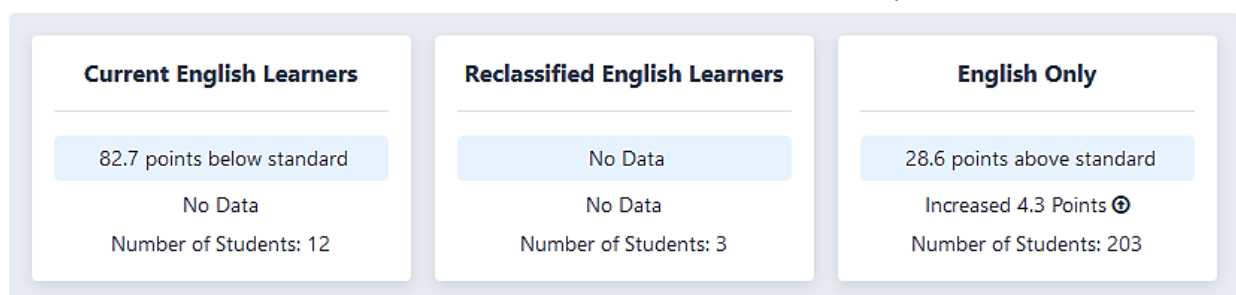 Current English Learners
82.7 points below standard
No Data
Number of Students: 12
Reclassified English Learners
No Data
No Data
Number of Students: 3
English Only
28.6 points above standard
Increased 4.3 Points
Number of Students: 203